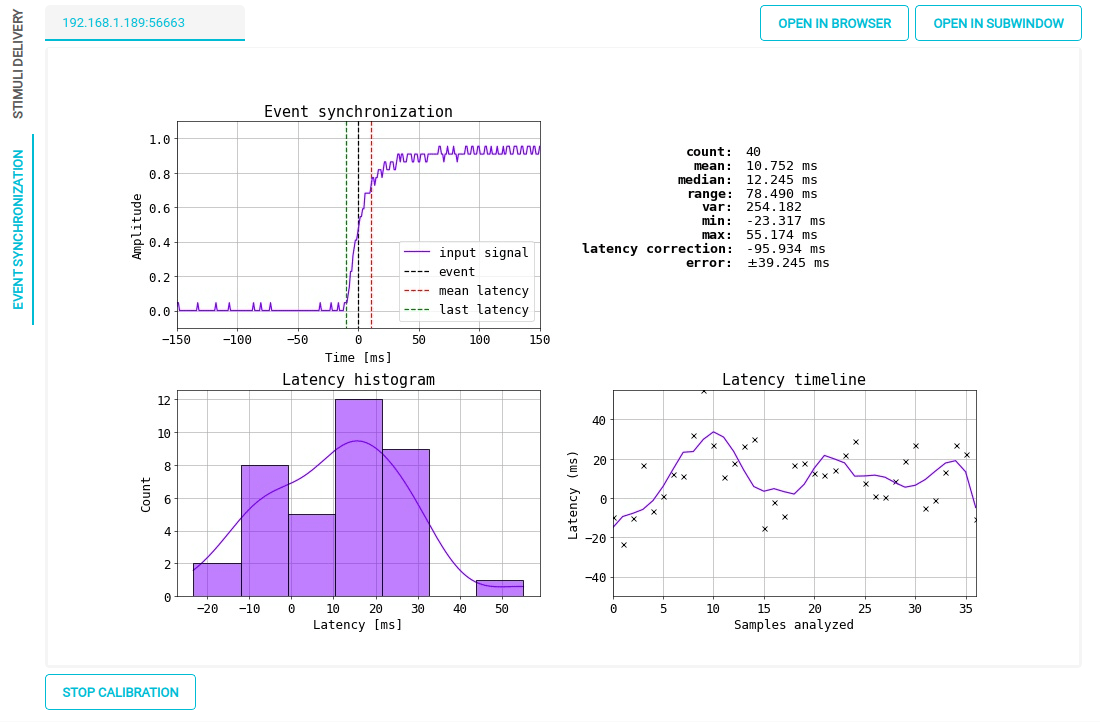 STIMULI DELIVERY
EVENT SYNCHRONIZATION
192.168.1.189:56663
OPEN IN BROWSER
OPEN IN SUBWINDOW
Event synchronization
Amplitude
1.0
0.8
0.6
0.4
0.2
0.0
input signal
event
mean latency
last latency
−150 −100 −50 0 50 100 150
Time [ms]
count: 40
mean: 10.752 ms
median: 12.245 ms
range: 78.490 ms
var: 254.182
min: -23.317 ms
max: 55.174 ms
latency correction: -95.934 ms
error: ±39.245 ms
Latency histogram
Count
12
10
8
6
4
2
0
−20 −10 0 10 20 30 40 50
Latency [ms]
Latency timeline
Latency (ms)
40
20
0
−20
−40
0 5 10 15 20 25 30 35
Samples analyzed
STOP CALIBRATION